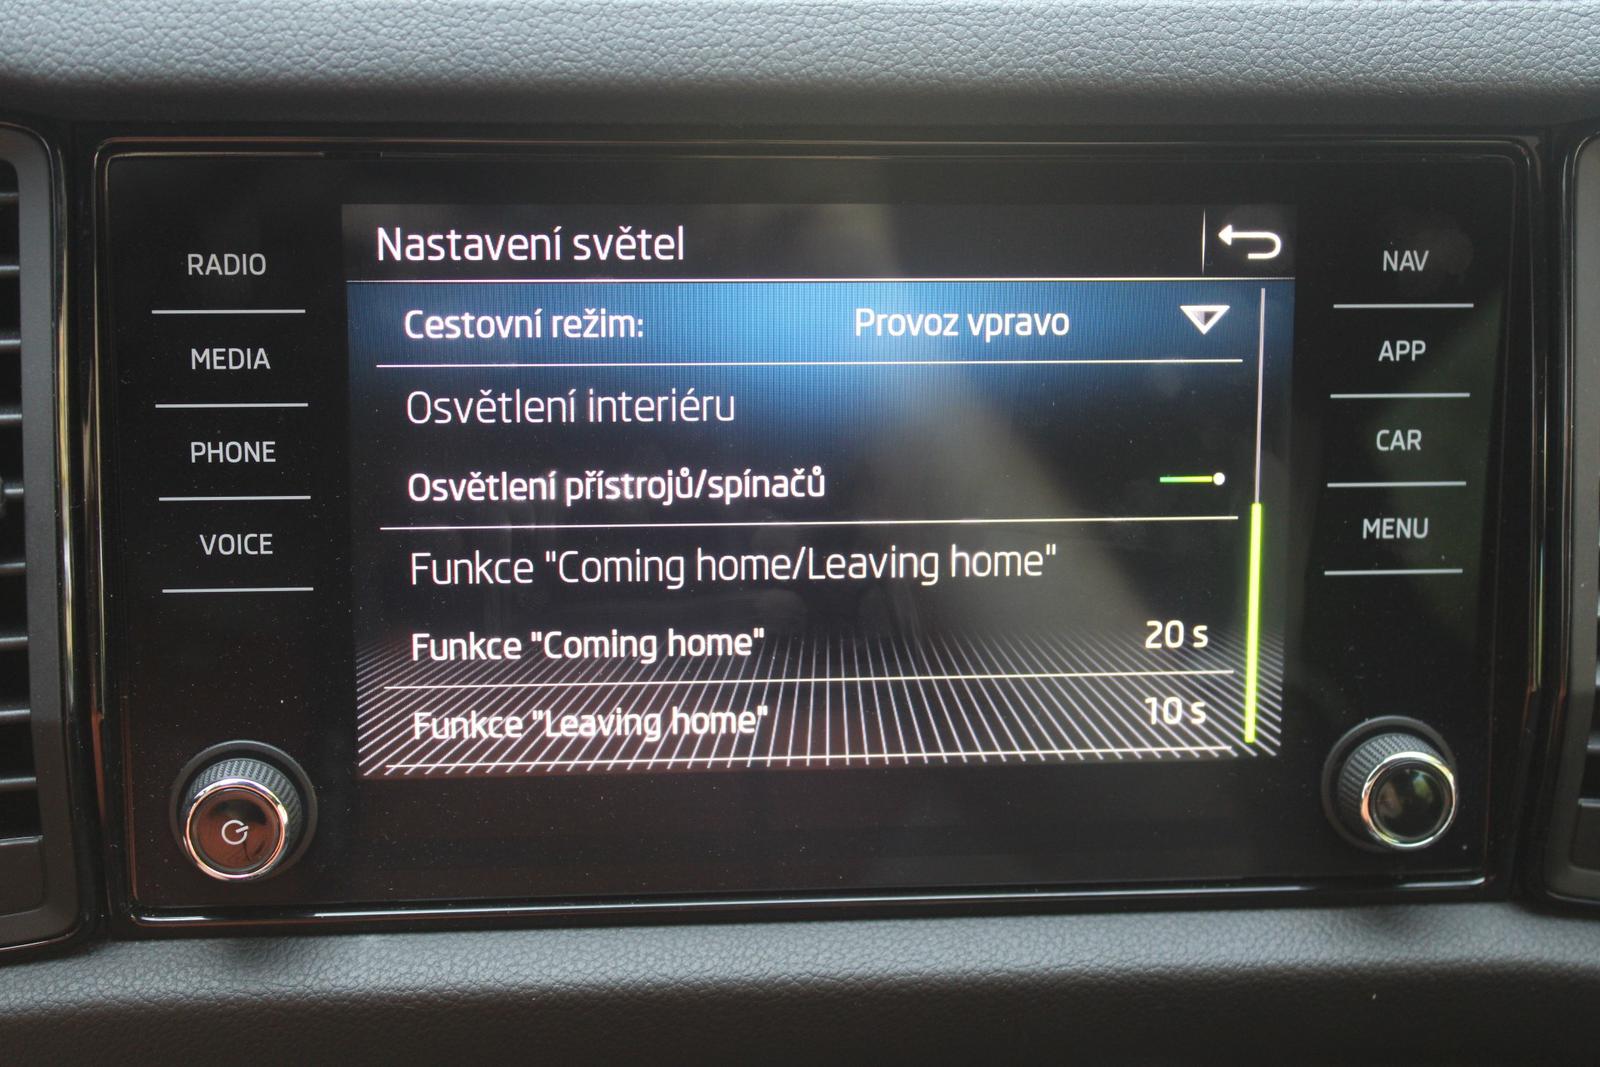 RADIO
MEDIA
PHONE
VOICE
Nastavení světel
Cestovní režim: Provoz vpravo
Osvětlení interiéru
Osvětlení přístrojů/spínačů
Funkce "Coming home/Leaving home"
Funkce "Coming home" 20 s
Funkce "Leaving home" 10 s
NAV
APP
CAR
MENU